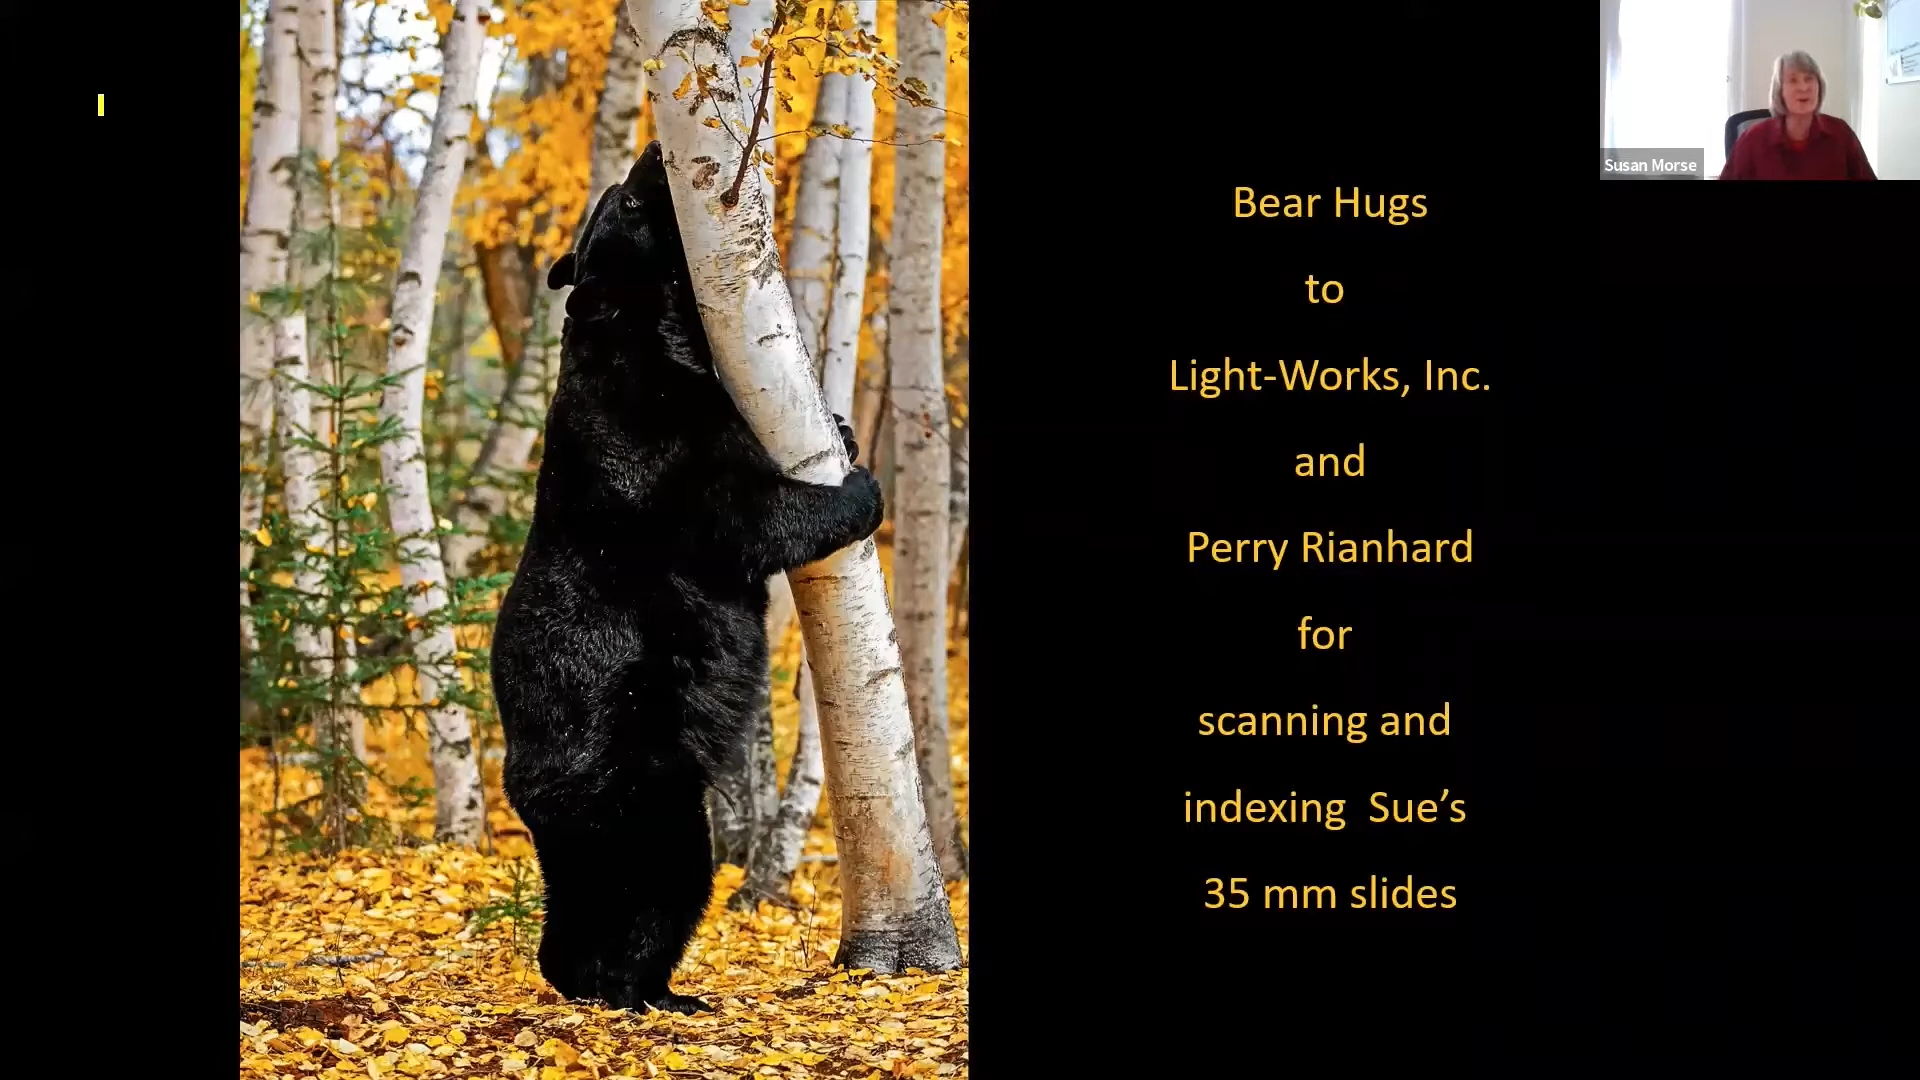 Susan Morse
Bear Hugs
to
Light-Works, Inc.
and
Perry Rianhard
for
scanning and
indexing Sue’s
35 mm slides